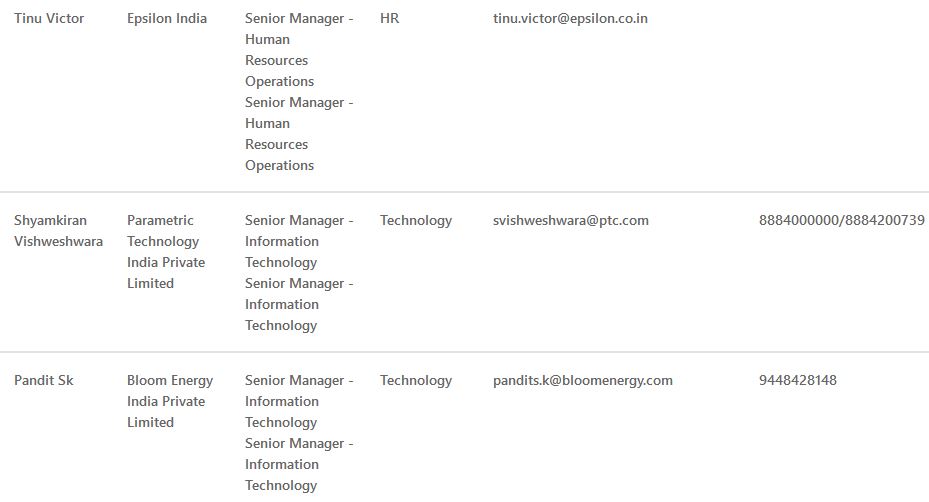 Tinu Victor
Epsilon India
Senior Manager -
Human
Resources
Operations
Senior Manager -
Human
Resources
Operations
HR
tinu.victor@epsilon.co.in
Shyamkiran
Vishweshwara
Parametric
Technology
India Private
Limited
Senior Manager -
Information
Technology
Senior Manager -
Information
Technology
Technology
svishweshwara@ptc.com
8884000000/8884200739
Pandit Sk
Bloom Energy
India Private
Limited
Senior Manager -
Information
Technology
Senior Manager -
Information
Technology
Technology
pandits.k@bloomenergy.com
9448428148